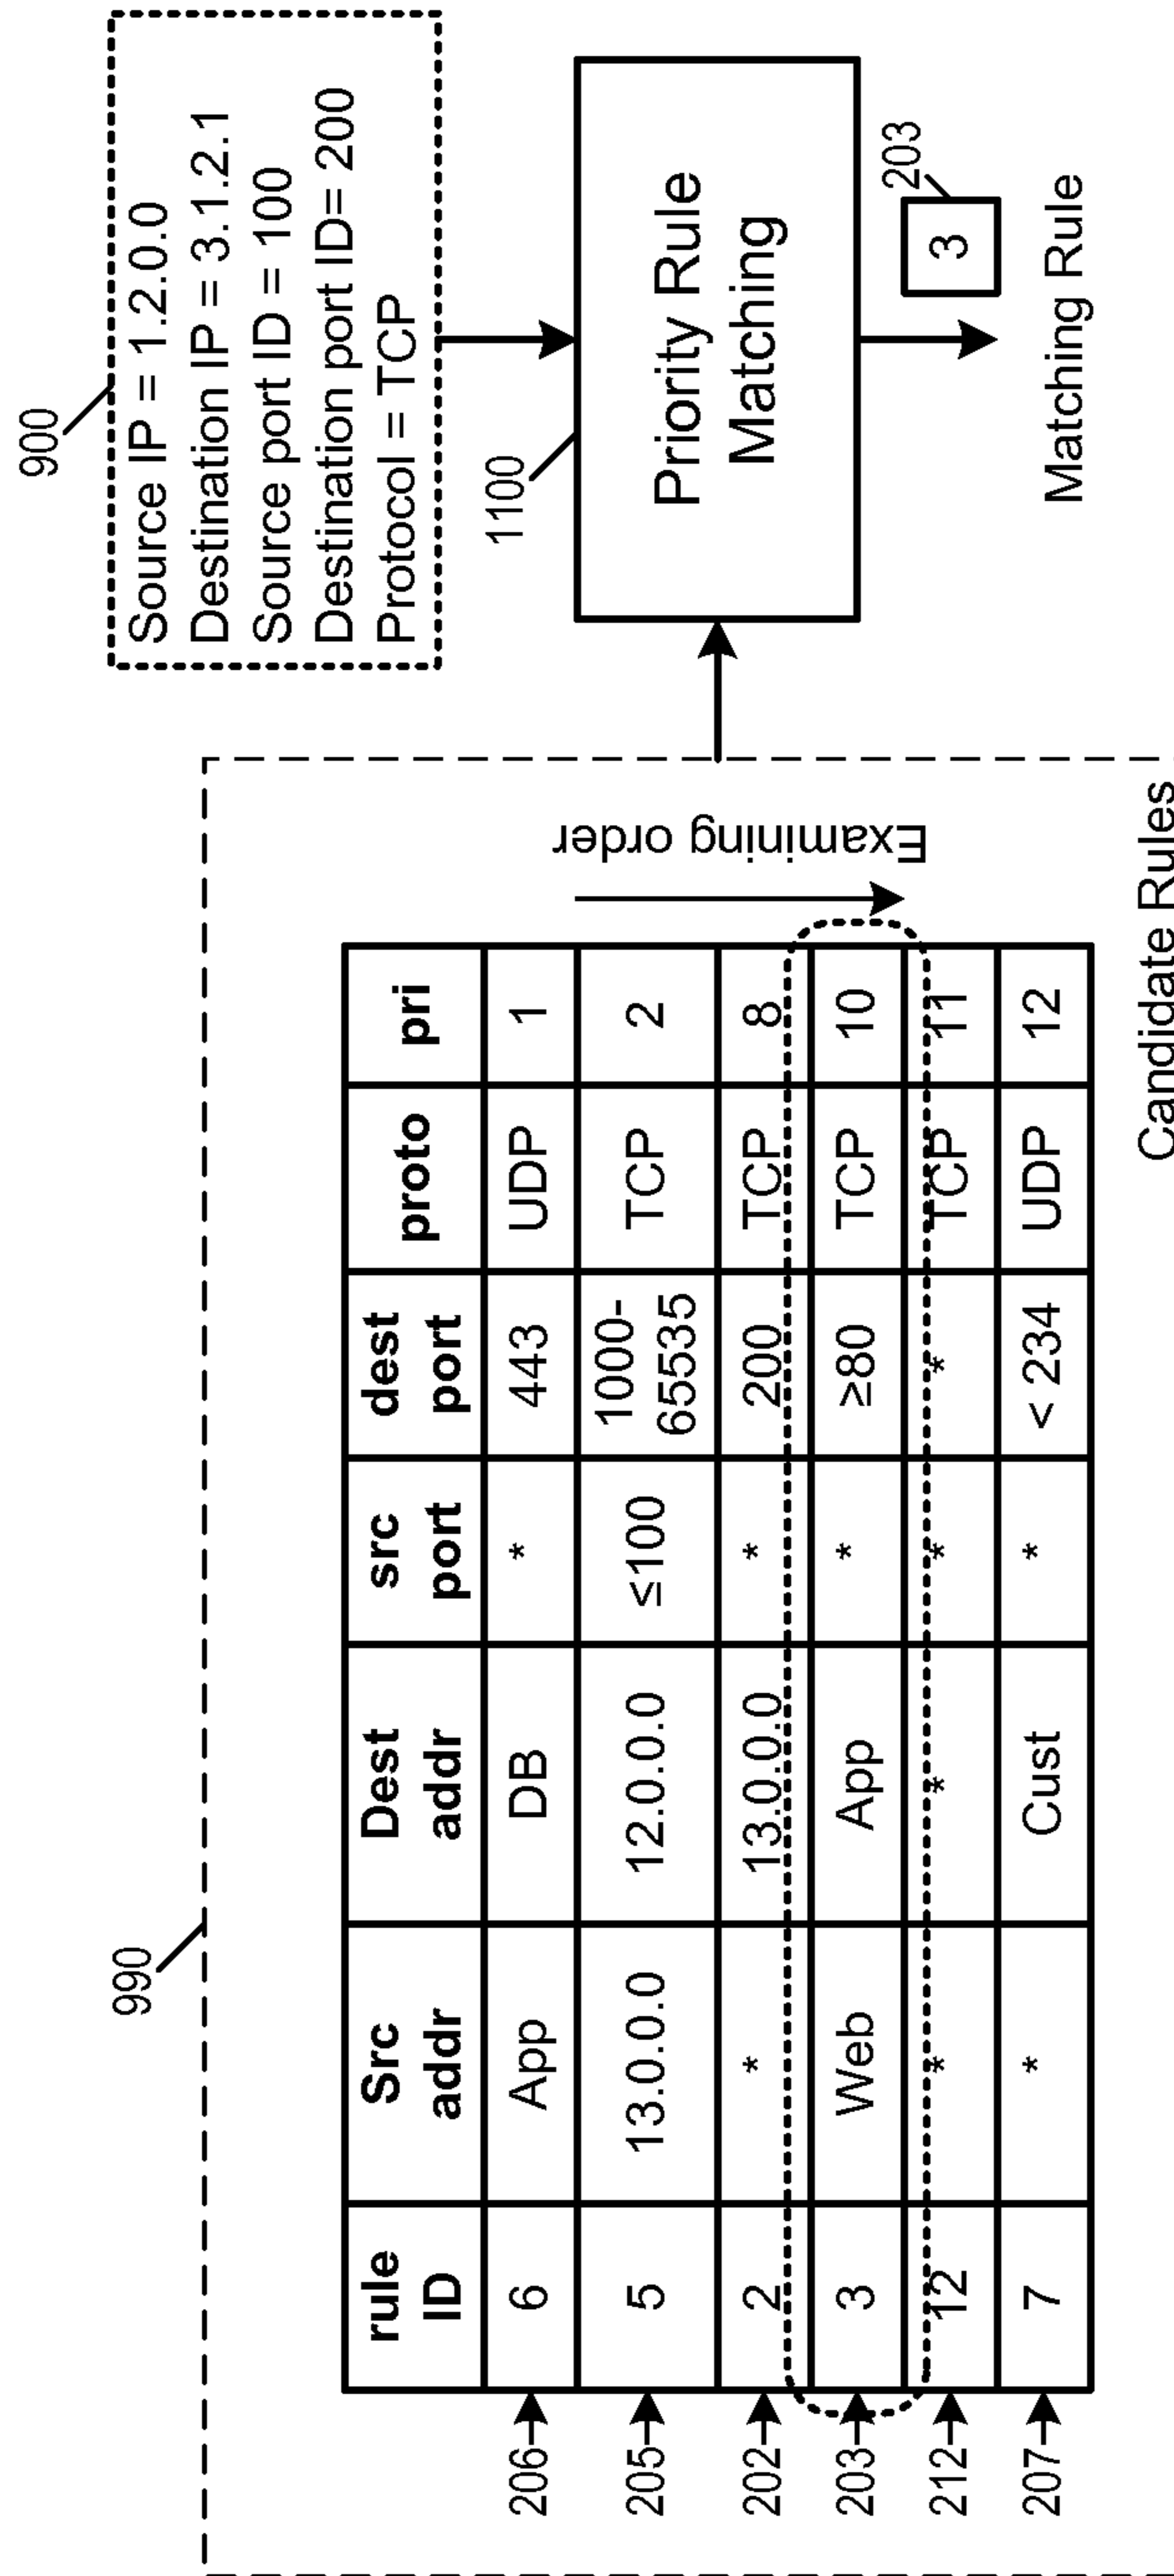 900
Source IP = 1.2.0.0
Destination IP = 3.1.2.1
Source port ID = 100
Destination port ID= 200
Protocol = TCP
990
1100
Priority Rule
Matching
203
3
Matching Rule
rule ID Src addr Dest addr src port dest port proto pri
206 6 App DB * 443 UDP 1
205 5 13.0.0.0 12.0.0.0 ≤100 1000-65535 TCP 2
202 2 * 13.0.0.0 * 200 TCP 8
203 3 Web App * ≥80 TCP 10
212 12 * * * * TCP 11
207 7 * Cust * < 234 UDP 12
Examining order
Candidate Rules